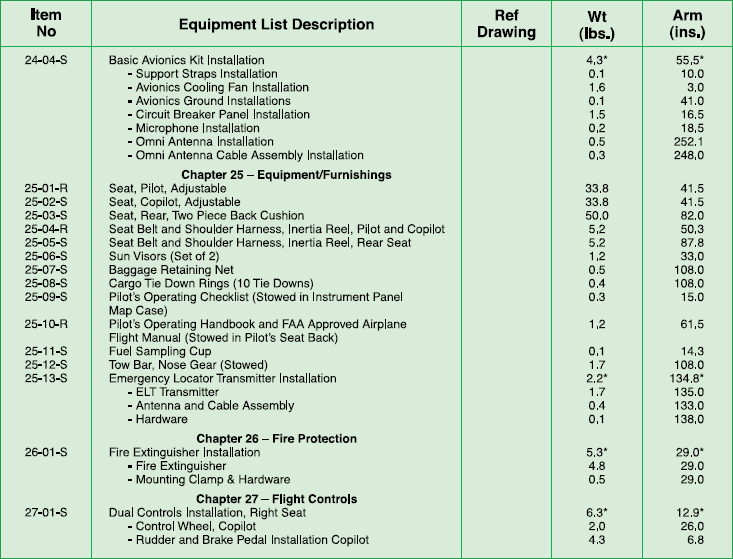 Item No Equipment List Description Ref Drawing Wt (lbs.) Arm (ins.)
24-04-S Basic Avionics Kit Installation 4.3* 55.5*
- Support Straps Installation 0.1 10.0
- Avionics Cooling Fan Installation 1.6 3.0
- Avionics Ground Installations 0.1 41.0
- Circuit Breaker Panel Installation 1.5 16.5
- Microphone Installation 0.2 18.5
- Omni Antenna Installation 0.5 252.1
- Omni Antenna Cable Assembly Installation 0.3 248.0
Chapter 25 – Equipment/Furnishings
25-01-R Seat, Pilot, Adjustable 33.8 41.5
25-02-S Seat, Copilot, Adjustable 33.8 41.5
25-03-S Seat, Rear, Two Piece Back Cushion 50.0 82.0
25-04-R Seat Belt and Shoulder Harness, Inertia Reel, Pilot and Copilot 5.2 50.3
25-05-S Seat Belt and Shoulder Harness, Inertia Reel, Rear Seat 5.2 87.8
25-06-S Sun Visors (Set of 2) 1.2 33.0
25-07-S Baggage Retaining Net 0.5 108.0
25-08-S Cargo Tie Down Rings (10 Tie Downs) 0.4 108.0
25-09-S Pilot's Operating Checklist (Stowed in Instrument Panel 0.3 15.0
Map Case)
25-10-R Pilot's Operating Handbook and FAA Approved Airplane 1.2 61.5
Flight Manual (Stowed in Pilot's Seat Back)
25-11-S Fuel Sampling Cup 0.1 14.3
25-12-S Tow Bar, Nose Gear (Stowed) 1.7 108.0
25-13-S Emergency Locator Transmitter Installation 2.2* 134.8*
- ELT Transmitter 1.7 135.0
- Antenna and Cable Assembly 0.4 133.0
- Hardware 0.1 138.0
Chapter 26 – Fire Protection
26-01-S Fire Extinguisher Installation 5.3* 29.0*
- Fire Extinguisher 4.8 29.0
- Mounting Clamp & Hardware 0.5 29.0
Chapter 27 – Flight Controls
27-01-S Dual Controls Installation, Right Seat 6.3* 12.9*
- Control Wheel, Copilot 2.0 26.0
- Rudder and Brake Pedal Installation Copilot 4.3 6.8